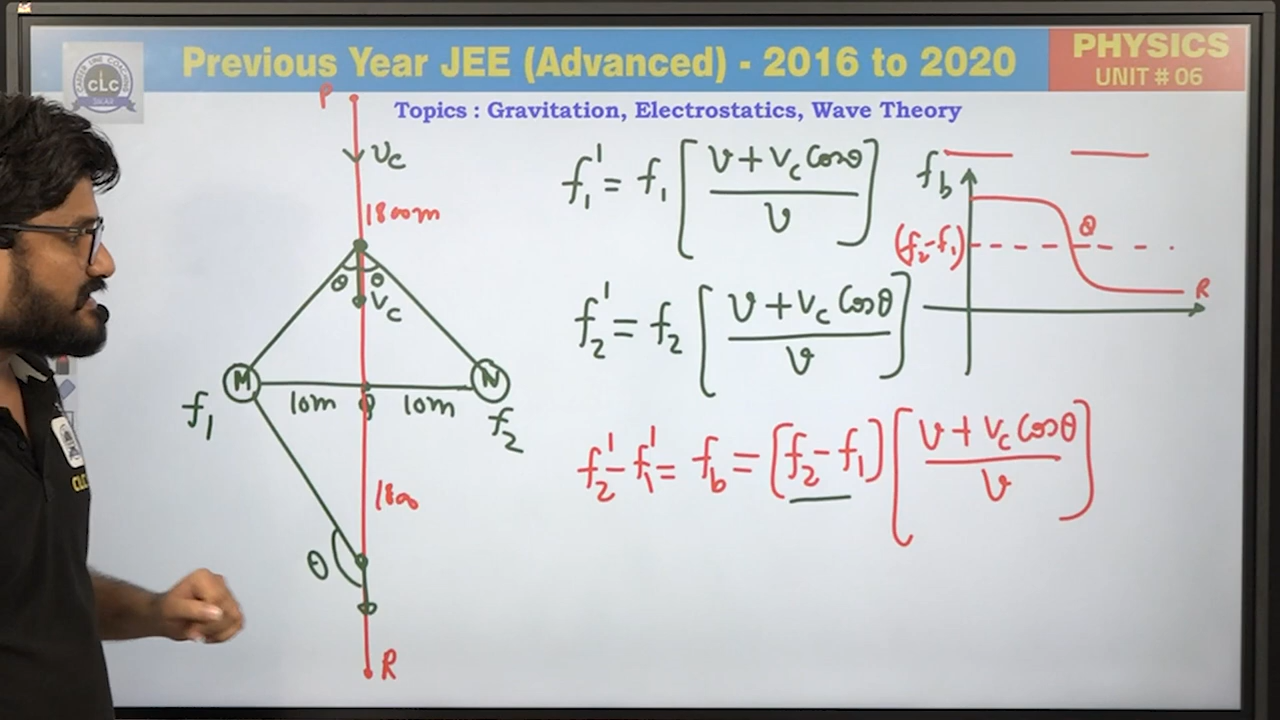 Previous Year JEE (Advanced) - 2016 to 2020
PHYSICS
UNIT # 06
CLC
Topics : Gravitation, Electrostatics, Wave Theory
P
v_C
1800m
θ θ
v_C
M N
10m Q 10m
f_1 f_2
1800
θ
R
f_1' = f_1 [(v + v_c Cosθ) / v]
f_2' = f_2 [(v + v_c Cosθ) / v]
f_2' - f_1' = f_b = (f_2 - f_1) [(v + v_c Cosθ) / v]
f_b
(f_2 - f_1)
Q
R